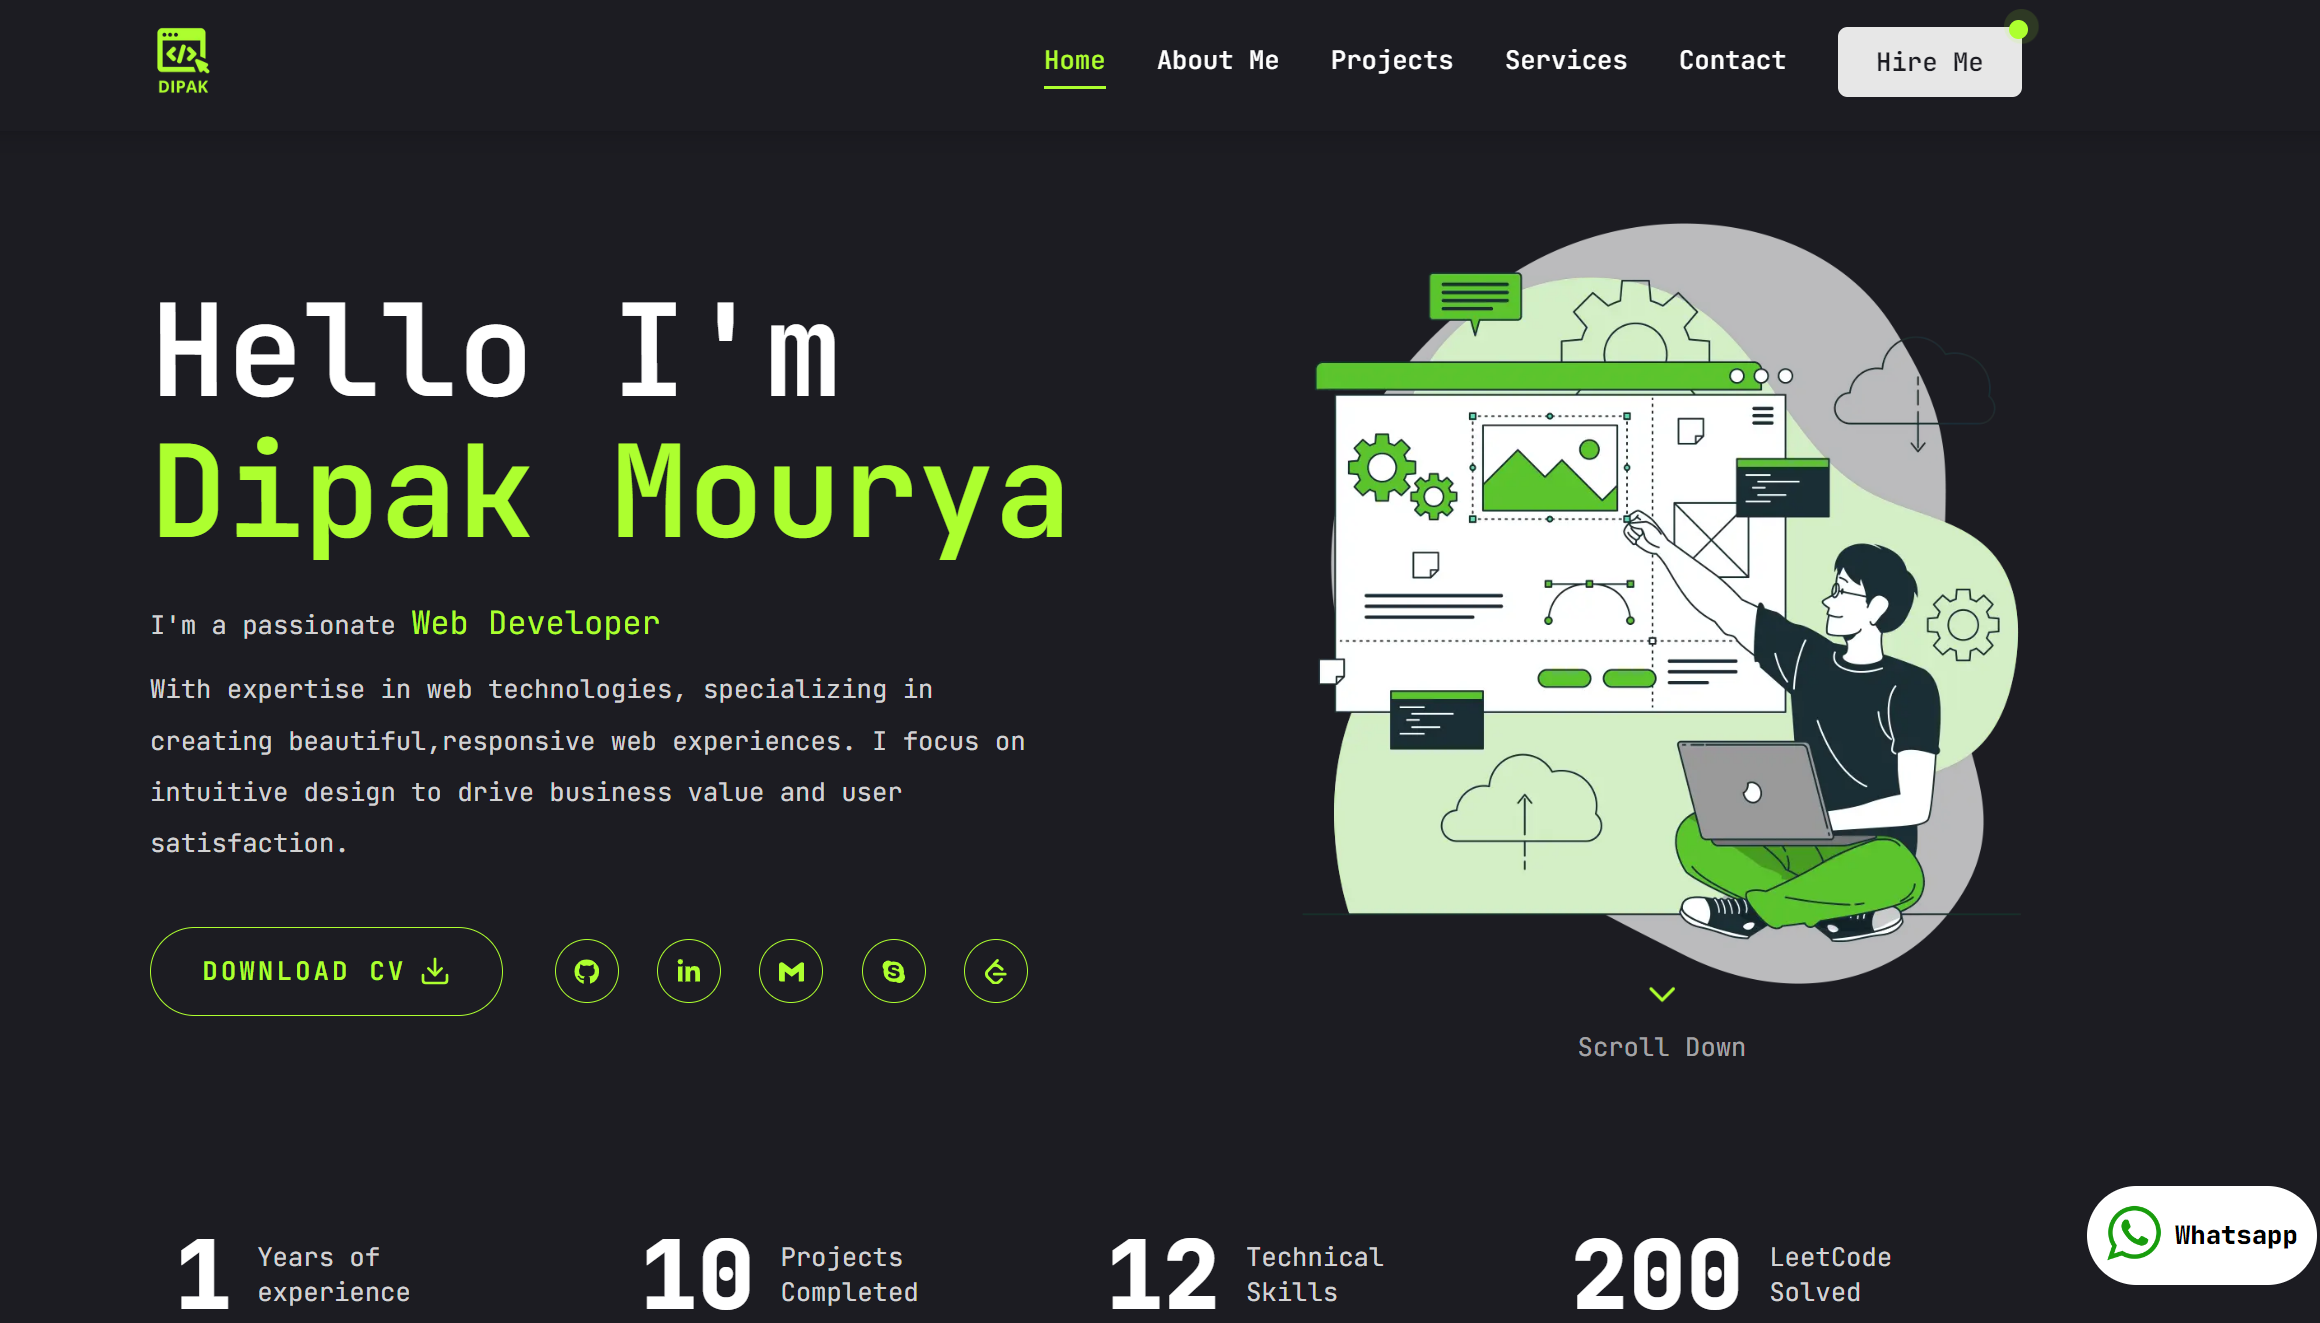 DIPAK
Home
About Me
Projects
Services
Contact
Hire Me
Hello I'm
Dipak Mourya
I'm a passionate Web Developer
With expertise in web technologies, specializing in
creating beautiful,responsive web experiences. I focus on
intuitive design to drive business value and user
satisfaction.
DOWNLOAD CV
Scroll Down
1
Years of
experience
10
Projects
Completed
12
Technical
Skills
200
LeetCode
Solved
Whatsapp